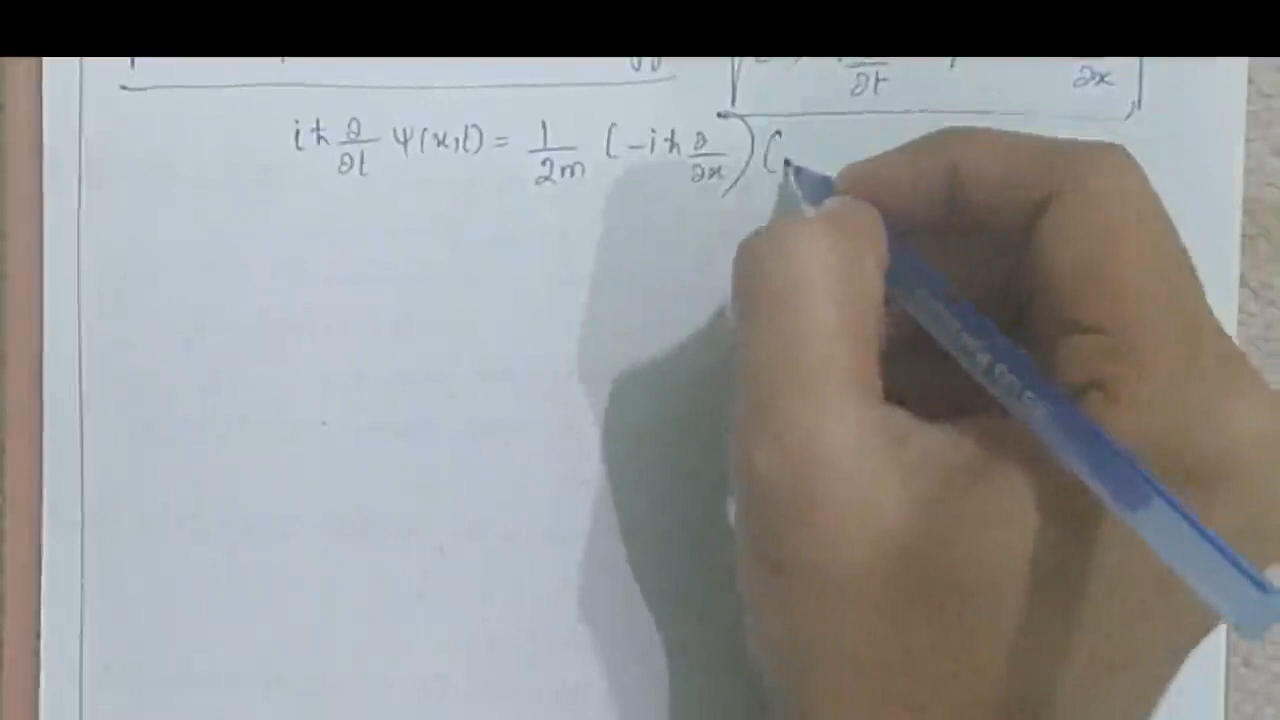 ∂t ∂x
iħ ∂/∂t Ψ(x,t) = 1/2m (-iħ ∂/∂x) (